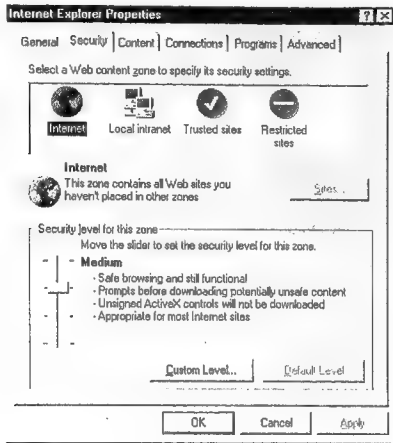 Internet Explorer Properties
General Security Content Connections Programs Advanced
Select a Web content zone to specify its security settings.
Internet Local intranet Trusted sites Restricted sites
Internet
This zone contains all Web sites you
haven't placed in other zones
Sites...
Security level for this zone
Move the slider to set the security level for this zone.
Medium
- Safe browsing and still functional
- Prompts before downloading potentially unsafe content
- Unsigned ActiveX controls will not be downloaded
- Appropriate for most Internet sites
Custom Level... Default Level
OK Cancel Apply